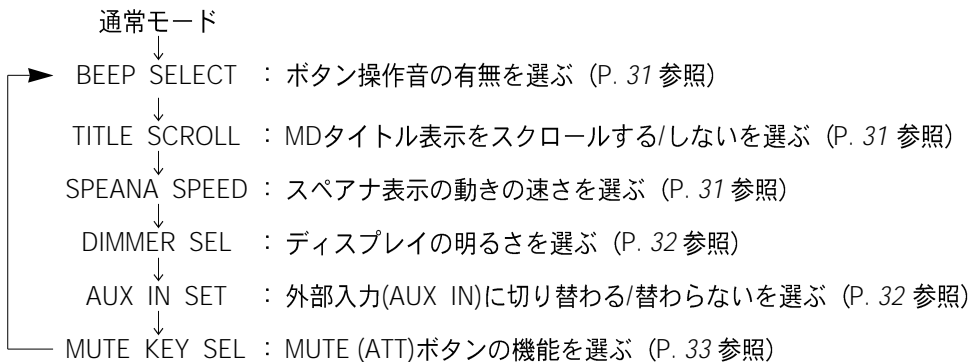 通常モード
BEEP SELECT : ボタン操作音の有無を選ぶ (P. 31 参照)
TITLE SCROLL : MDタイトル表示をスクロールする/しないを選ぶ (P. 31 参照)
SPEANA SPEED : スペアナ表示の動きの速さを選ぶ (P. 31 参照)
DIMMER SEL : ディスプレイの明るさを選ぶ (P. 32 参照)
AUX IN SET : 外部入力(AUX IN)に切り替わる/替わらないを選ぶ (P. 32 参照)
MUTE KEY SEL : MUTE (ATT)ボタンの機能を選ぶ (P. 33 参照)